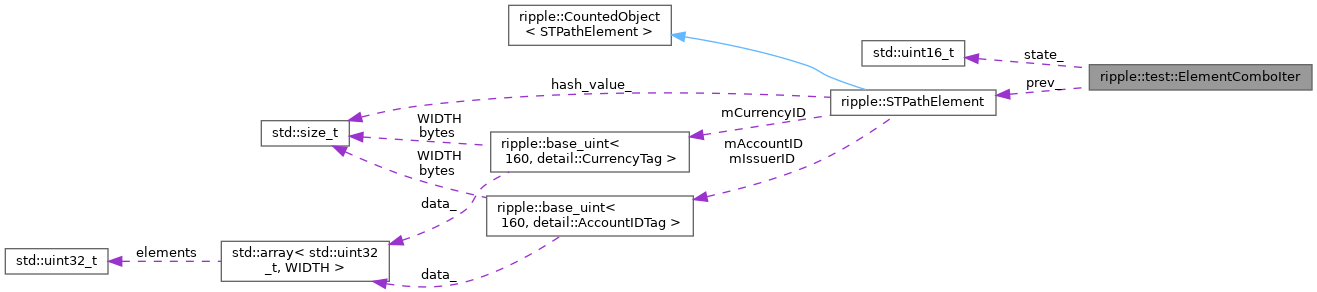 ripple::CountedObject
< STPathElement >
std::uint16_t
state_
ripple::test::ElementComboIter
prev_
hash_value_
ripple::STPathElement
mCurrencyID
WIDTH
bytes
std::size_t
ripple::base_uint<
160, detail::CurrencyTag >
mAccountID
mIssuerID
WIDTH
bytes
data_
ripple::base_uint<
160, detail::AccountIDTag >
std::uint32_t
elements
std::array< std::uint32
_t, WIDTH >
data_